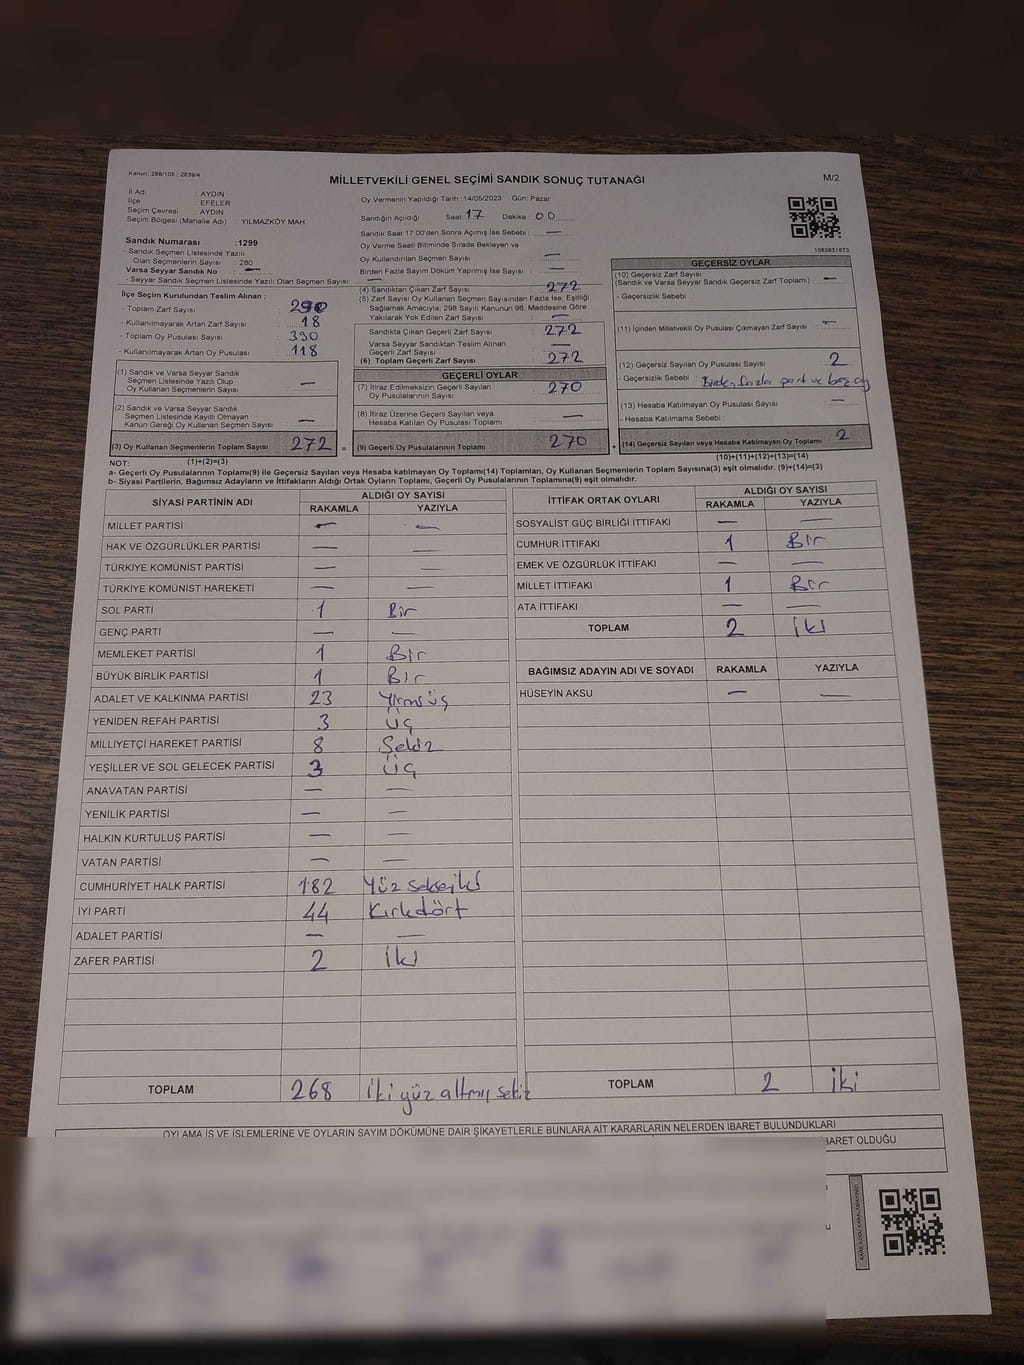 Kanun: 298/105 , 2839/4
MİLLETVEKİLİ GENEL SEÇİMİ SANDIK SONUÇ TUTANAĞI
M/2
İl Adı : AYDIN
İlçe : EFELER
Seçim Çevresi : AYDIN
Seçim Bölgesi (Mahalle Adı) : YILMAZKÖY MAH
Sandık Numarası :1299
- Sandık Seçmen Listesinde Yazılı
Olan Seçmenlerin Sayısı : 280
Varsa Seyyar Sandık No : —
- Seyyar Sandık Seçmen Listesinde Yazılı Olan Seçmen Sayısı: —
İlçe Seçim Kurulundan Teslim Alınan ;
- Toplam Zarf Sayısı : 290
- Kullanılmayarak Artan Zarf Sayısı : 18
- Toplam Oy Pusulası Sayısı : 390
- Kullanılmayarak Artan Oy Pusulası : 118
(1) Sandık ve Varsa Seyyar Sandık
Seçmen Listesinde Yazılı Olup
Oy Kullanan Seçmenlerin Sayısı —
(2) Sandık ve Varsa Seyyar Sandık
Seçmen Listesinde Kayıtlı Olmayan
Kanun Gereği Oy Kullanan Seçmen Sayısı —
(3) Oy Kullanan Seçmenlerin Toplam Sayısı 272 =
(1)+(2)=(3)
Oy Vermenin Yapıldığı Tarih :14/05/2023 Gün: Pazar
Sandığın Açıldığı Saat: 17 Dakika : 00
Sandık Saat 17.00'den Sonra Açımış İse Sebebi : —
Oy Verme Saati Bitiminde Sırada Bekleyen ve
Oy Kullandırılan Seçmen Sayısı : —
Birden Fazla Sayım Döküm Yapılmış İse Sayısı : —
(4) Sandıktan Çıkan Zarf Sayısı : 272
(5) Zarf Sayısı Oy Kullanan Seçmen Sayısından Fazla İse, Eşitliği
Sağlamak Amacıyla; 298 Sayılı Kanunun 98. Maddesine Göre
Yakılarak Yok Edilen Zarf Sayısı : —
Sandıkta Çıkan Geçerli Zarf Sayısı : 272
Varsa Seyyar Sandıktan Teslim Alınan
Geçerli Zarf Sayısı : —
(6) Toplam Geçerli Zarf Sayısı : 272
GEÇERLİ OYLAR
(7) İtiraz Edilmeksizin Geçerli Sayılan
Oy Pusulalarının Sayısı : 270
(8) İtiraz Üzerine Geçerli Sayılan veya
Hesaba Katılan Oy Pusulası Toplamı —
(9) Geçerli Oy Pusulalarının Toplamı : 270 +
1083831873
GEÇERSİZ OYLAR
(10) Geçersiz Zarf Sayısı
(Sandık ve Varsa Seyyar Sandık Geçersiz Zarf Toplamı) : —
- Geçersizlik Sebebi :
(11) İçinden Milletvekili Oy Pusulası Çıkmayan Zarf Sayısı : —
(12) Geçersiz Sayılan Oy Pusulası Sayısı : 2
- Geçersizlik Sebebi : Birden fazla
(13) Hesaba Katılmayan Oy Pusulası Sayısı : —
- Hesaba Katılmama Sebebi :
(14) Geçersiz Sayılan veya Hesaba Katılmayan Oy Toplamı : 2
(10)+(11)+(12)+(13)=(14)
NOT:
a- Geçerli Oy Pusulalarının Toplamı(9) ile Geçersiz Sayılan veya Hesaba katılmayan Oy Toplamı(14) Toplamları, Oy Kullanan Seçmenlerin Toplam Sayısına(3) eşit olmalıdır. (9)+(14)=(3)
b- Siyasi Partilerin, Bağımsız Adayların ve İttifakların Aldığı Ortak Oyların Toplamı, Geçerli Oy Pusulalarının Toplamına(9) eşit olmalıdır.
SİYASİ PARTİNİN ADI ALDIĞI OY SAYISI
RAKAMLA YAZIYLA
MİLLET PARTİSİ — —
HAK VE ÖZGÜRLÜKLER PARTİSİ — —
TÜRKİYE KOMÜNİST PARTİSİ — —
TÜRKİYE KOMÜNİST HAREKETİ — —
SOL PARTİ 1 Bir
GENÇ PARTİ — —
MEMLEKET PARTİSİ 1 Bir
BÜYÜK BİRLİK PARTİSİ 1 Bir
ADALET VE KALKINMA PARTİSİ 23 Yirmi üç
YENİDEN REFAH PARTİSİ 3 Üç
MİLLİYETÇİ HAREKET PARTİSİ 8 Sekiz
YEŞİLLER VE SOL GELECEK PARTİSİ 3 Üç
ANAVATAN PARTİSİ — —
YENİLİK PARTİSİ — —
HALKIN KURTULUŞ PARTİSİ — —
VATAN PARTİSİ — —
CUMHURİYET HALK PARTİSİ 182 Yüz seksen iki
İYİ PARTİ 44 Kırkdört
ADALET PARTİSİ — —
ZAFER PARTİSİ 2 İki
TOPLAM 268 İki yüz altmış sekiz
İTTİFAK ORTAK OYLARI ALDIĞI OY SAYISI
RAKAMLA YAZIYLA
SOSYALİST GÜÇ BİRLİĞİ İTTİFAKI — —
CUMHUR İTTİFAKI 1 Bir
EMEK VE ÖZGÜRLÜK İTTİFAKI — —
MİLLET İTTİFAKI 1 Bir
ATA İTTİFAKI — —
TOPLAM 2 İki
BAĞIMSIZ ADAYIN ADI VE SOYADI RAKAMLA YAZIYLA
HÜSEYİN AKSU — —
TOPLAM 2 İki
OYLAMA İŞ VE İŞLEMLERİNE VE OYLARIN SAYIM DÖKÜMÜNE DAİR ŞİKAYETLERLE BUNLARA AİT KARARLARIN NELERDEN İBARET BULUNDUKLARI
BARET OLDUĞU